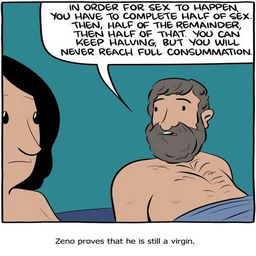 IN ORDER FOR SEX TO HAPPEN,
YOU HAVE TO COMPLETE HALF OF SEX.
THEN, HALF OF THE REMAINDER,
THEN HALF OF THAT. YOU CAN
KEEP HALVING, BUT YOU WILL
NEVER REACH FULL CONSUMMATION.
Zeno proves that he is still a virgin.